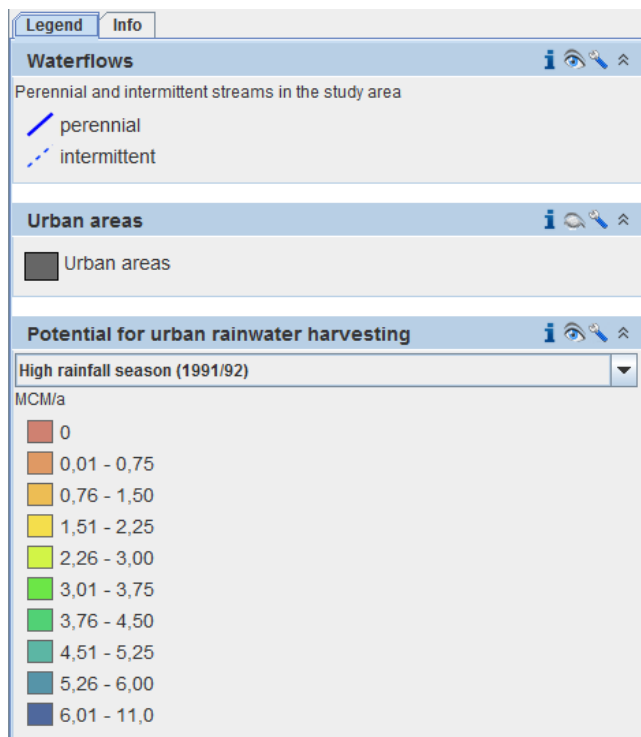 Legend Info
Waterflows
Perennial and intermittent streams in the study area
perennial
intermittent
Urban areas
Urban areas
Potential for urban rainwater harvesting
High rainfall season (1991/92)
MCM/a
0
0,01 - 0,75
0,76 - 1,50
1,51 - 2,25
2,26 - 3,00
3,01 - 3,75
3,76 - 4,50
4,51 - 5,25
5,26 - 6,00
6,01 - 11,0